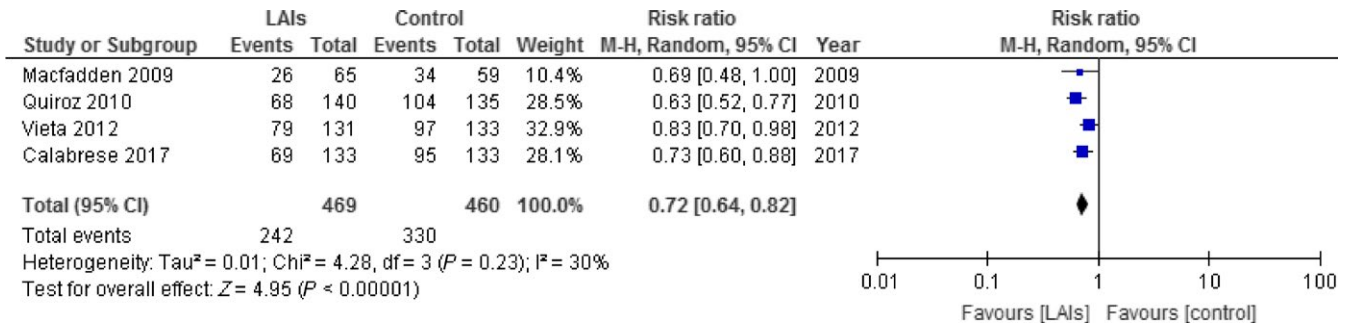 LAIs Control Risk ratio Risk ratio
Study or Subgroup Events Total Events Total Weight M-H, Random, 95% CI Year M-H, Random, 95% CI
Macfadden 2009 26 65 34 59 10.4% 0.69 [0.48, 1.00] 2009
Quiroz 2010 68 140 104 135 28.5% 0.63 [0.52, 0.77] 2010
Vieta 2012 79 131 97 133 32.9% 0.83 [0.70, 0.98] 2012
Calabrese 2017 69 133 95 133 28.1% 0.73 [0.60, 0.88] 2017
Total (95% CI) 469 460 100.0% 0.72 [0.64, 0.82]
Total events 242 330
Heterogeneity: Tau² = 0.01; Chi² = 4.28, df = 3 (P = 0.23); I² = 30%
Test for overall effect: Z = 4.95 (P < 0.00001)
0.01 0.1 1 10 100
Favours [LAIs] Favours [control]